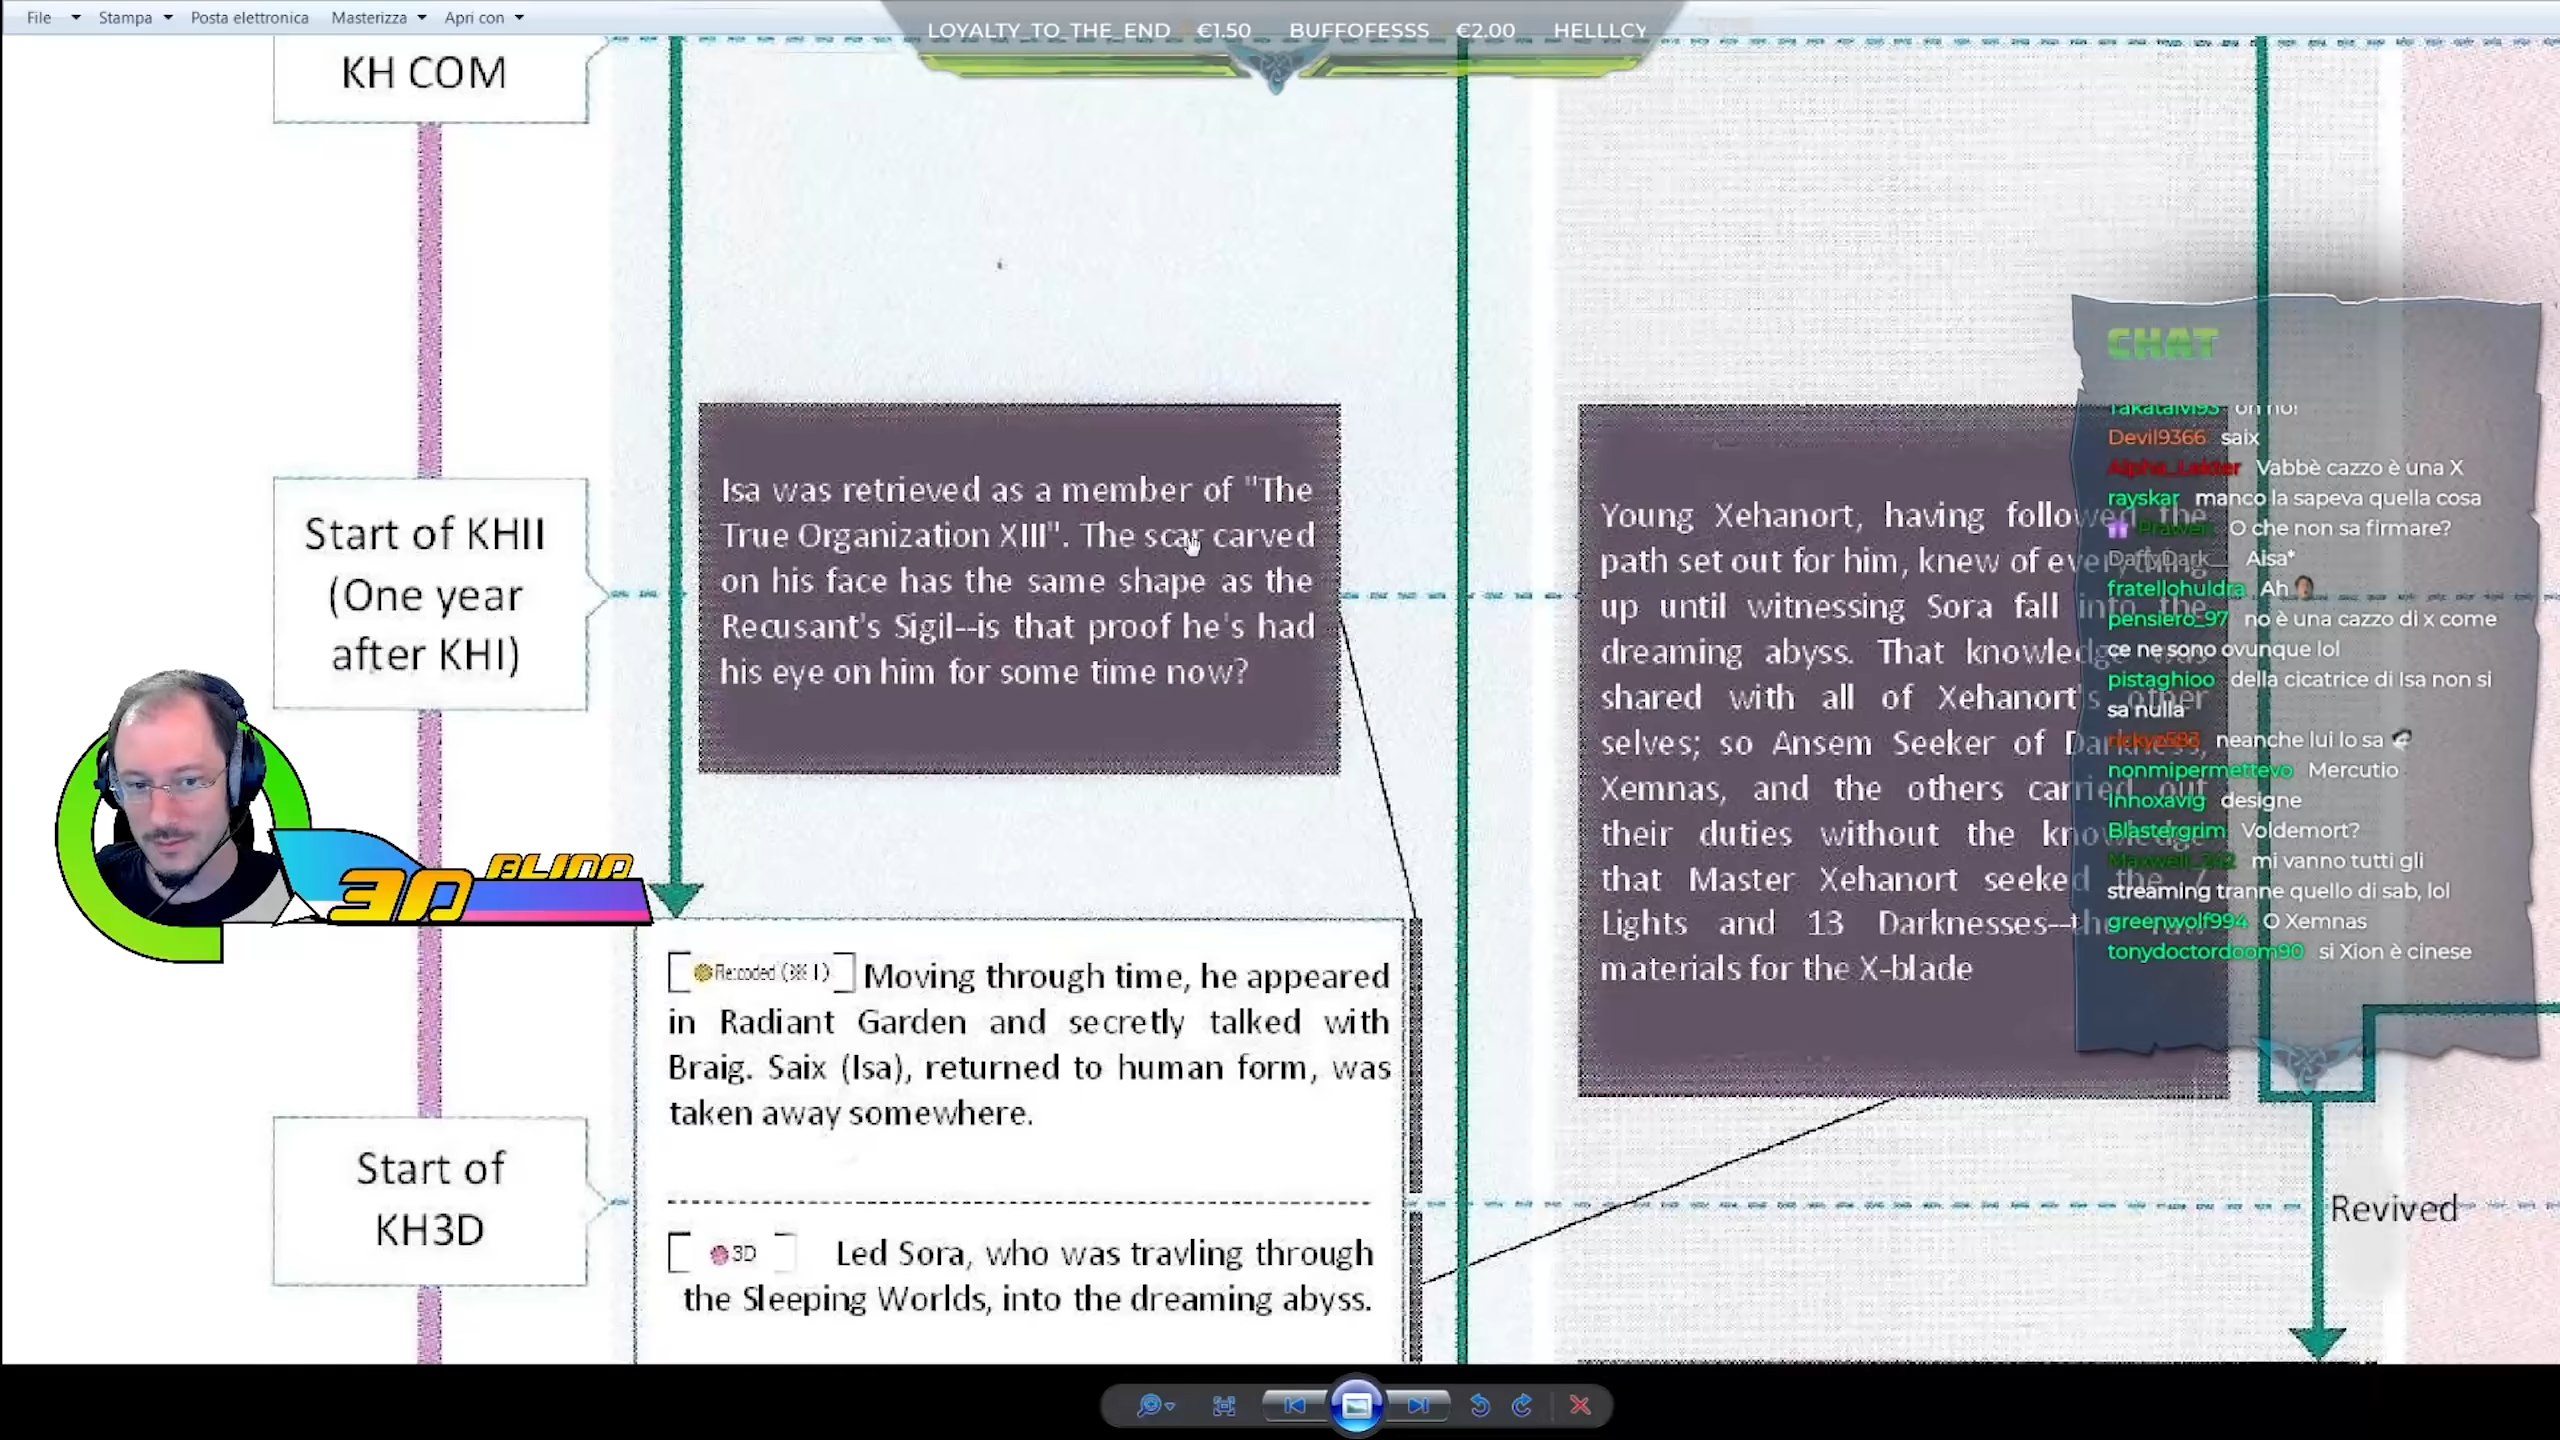 File Stampa Posta elettronica Masterizza Apri con
LOYALTY_TO_THE_END €1.50 BUFFOFESSS €2.00 HELLLCY
KH COM
Start of KHII
(One year
after KHI)
Isa was retrieved as a member of "The
True Organization XIII". The scar carved
on his face has the same shape as the
Recusant's Sigil--is that proof he's had
his eye on him for some time now?
Young Xehanort, having followed the
path set out for him, knew of everything
up until witnessing Sora fall into the
dreaming abyss. That knowledge was
shared with all of Xehanort's other
selves; so Ansem Seeker of Darkness,
Xemnas, and the others carried out
their duties without the knowledge
that Master Xehanort seeked the 7
Lights and 13 Darknesses--the
materials for the X-blade
CHAT
Takatalvi93 oh no!
Devil9366 saix
Vabbè cazzo è una X
rayskar manco la sapeva quella cosa
O che non sa firmare?
DaffyDark__ Aisa*
fratellohuldra Ah
pensiero_97 no è una cazzo di x come
ce ne sono ovunque lol
pistaghioo della cicatrice di Isa non si
sa nulla
neanche lui lo sa
nonmipermettevo Mercutio
Innoxavig designe
Blastergrim Voldemort?
mi vanno tutti gli
streaming tranne quello di sab, lol
greenwolf994 O Xemnas
tonydoctordoom90 si Xion è cinese
3D BLIND
[Re:coded (※1)] Moving through time, he appeared
in Radiant Garden and secretly talked with
Braig. Saix (Isa), returned to human form, was
taken away somewhere.
Start of
KH3D
[3D] Led Sora, who was travling through
the Sleeping Worlds, into the dreaming abyss.
Revived